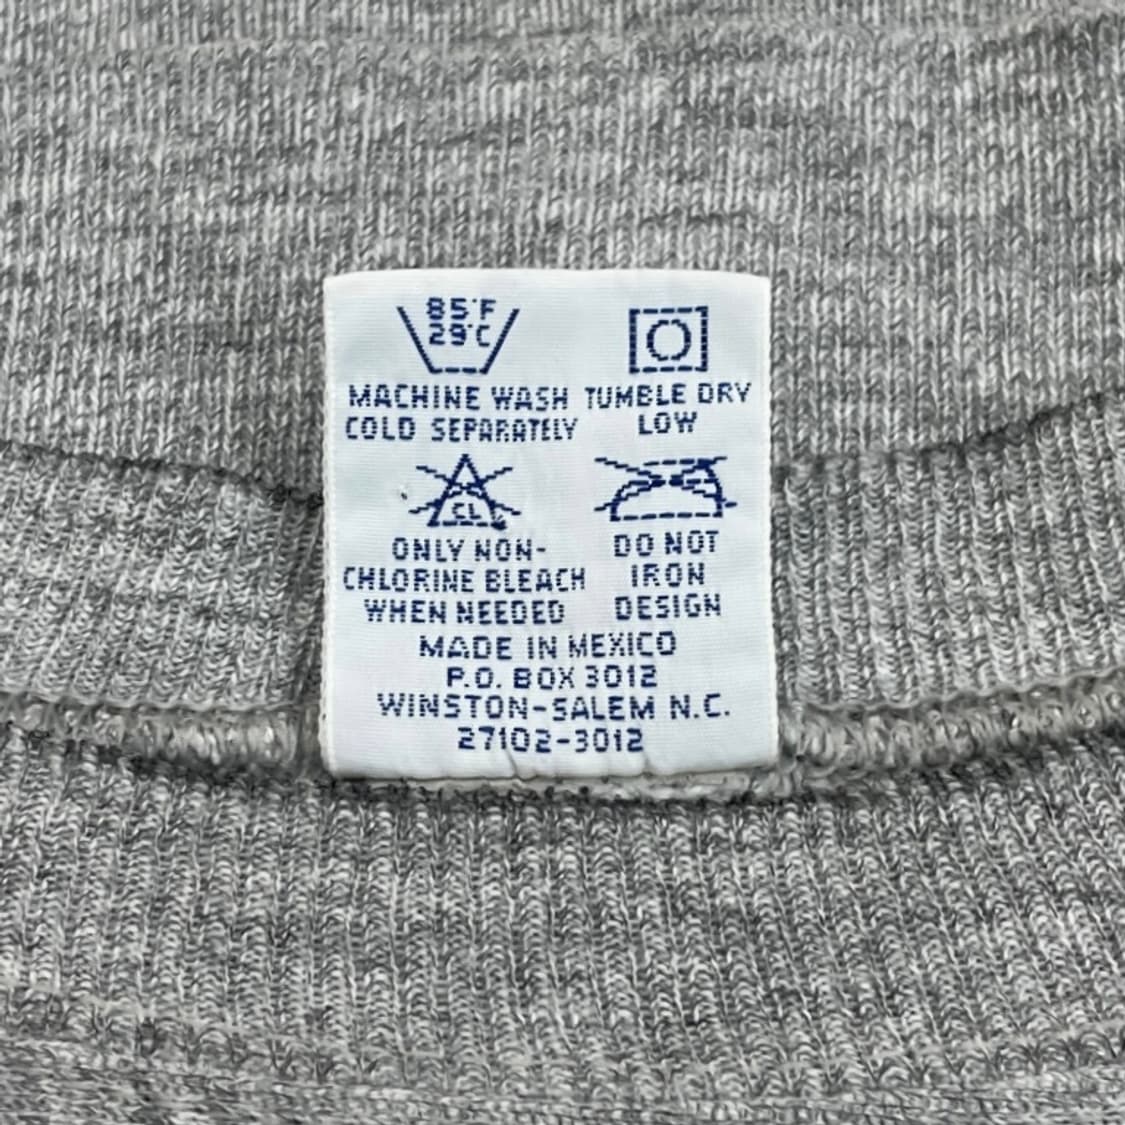 85°F
29°C
MACHINE WASH
COLD SEPARATELY
TUMBLE DRY
LOW
CL
ONLY NON-
CHLORINE BLEACH
WHEN NEEDED
DO NOT
IRON
DESIGN
MADE IN MEXICO
P.O. BOX 3012
WINSTON-SALEM N.C.
27102-3012